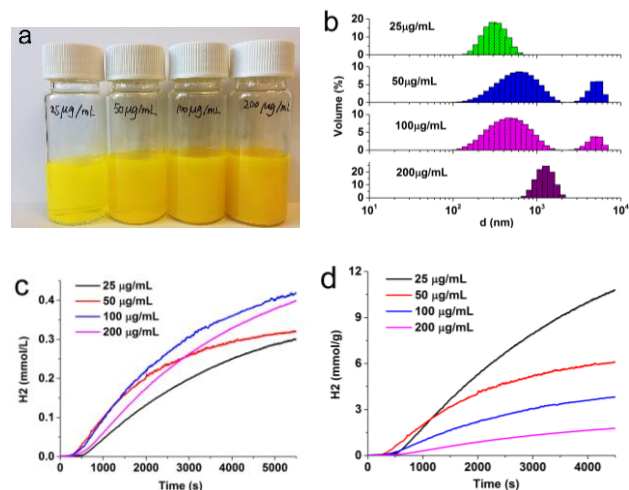 a
25μg/mL
50μg/mL
100μg/mL
200μg/mL
b
25μg/mL
50μg/mL
100μg/mL
200μg/mL
Volume (%)
20
10
0
10
5
0
10
5
0
20
10
0
10¹ 10² 10³ 10⁴
d (nm)
c
25 μg/mL
50 μg/mL
100 μg/mL
200 μg/mL
H2 (mmol/L)
0.4
0.3
0.2
0.1
0.0
0 1000 2000 3000 4000 5000
Time (s)
d
25 μg/mL
50 μg/mL
100 μg/mL
200 μg/mL
H2 (mmol/g)
12
9
6
3
0
0 1000 2000 3000 4000
Time (s)